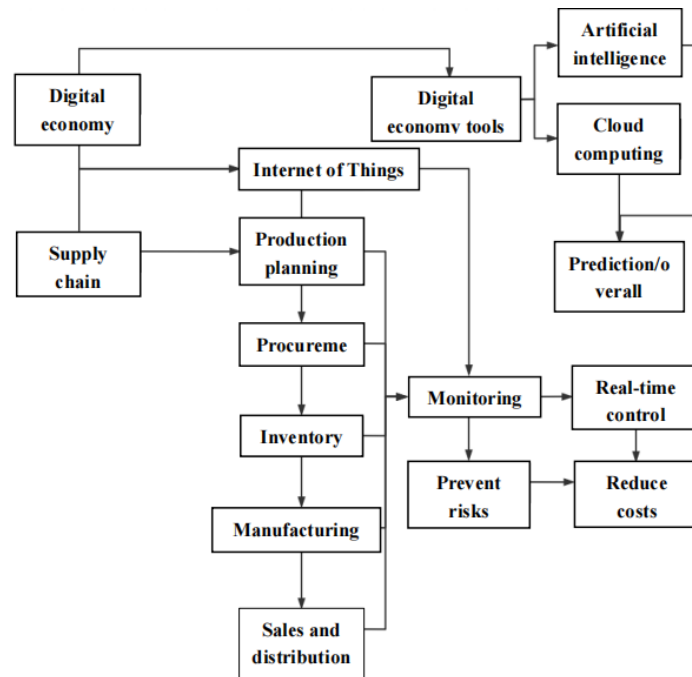 Artificial
intelligence
Digital
economy
Digital
economy tools
Cloud
computing
Internet of Things
Supply
chain
Production
planning
Prediction/o
verall
Procureme
Monitoring
Real-time
control
Inventory
Prevent
risks
Reduce
costs
Manufacturing
Sales and
distribution